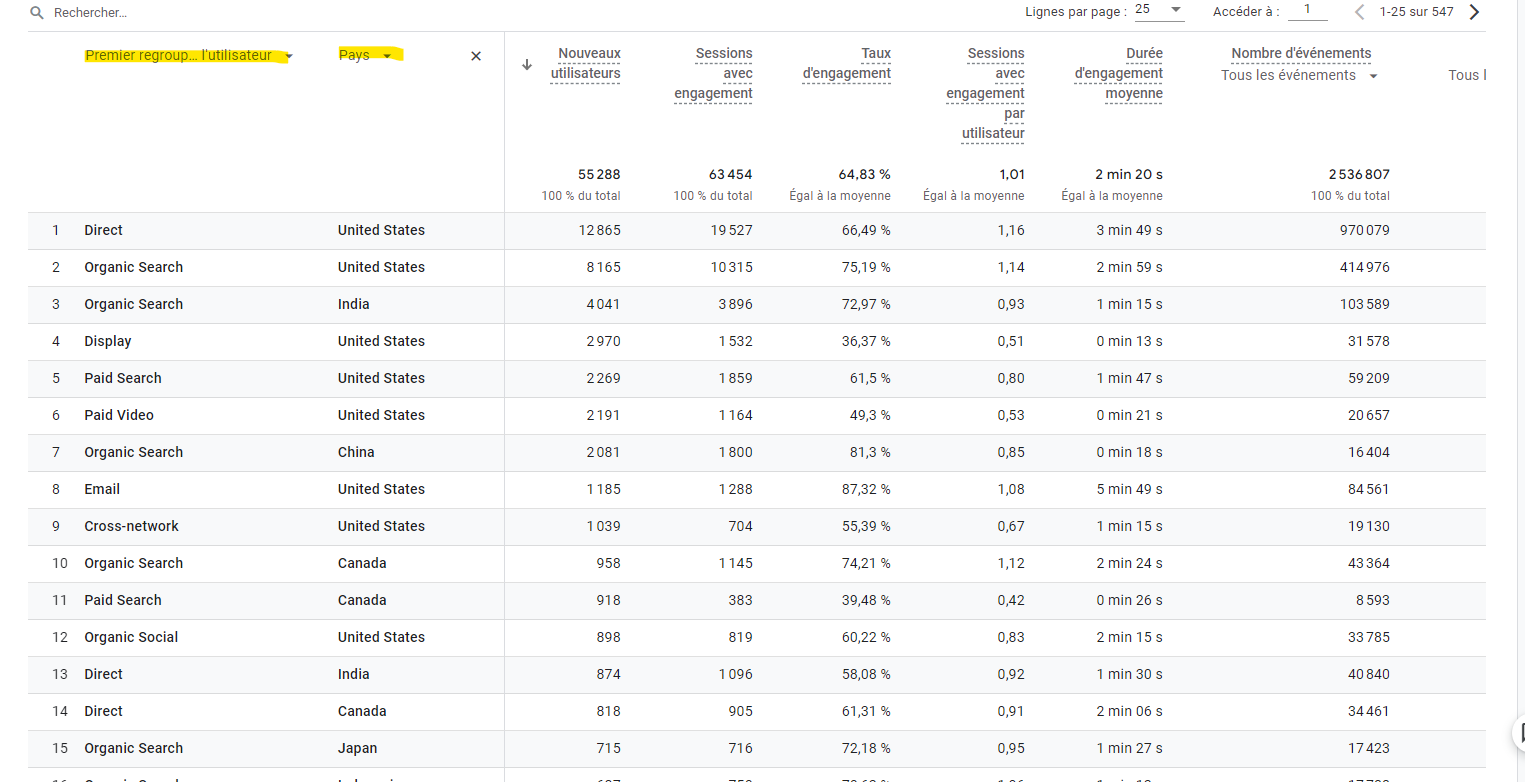 Rechercher…
Lignes par page : 25 Accéder à : 1 1-25 sur 547
Premier regroup… l'utilisateur Pays Nouveaux utilisateurs Sessions avec engagement Taux d'engagement Sessions avec engagement par utilisateur Durée d'engagement moyenne Nombre d'événements
Tous les événements Tous l
55 288 63 454 64,83 % 1,01 2 min 20 s 2 536 807
100 % du total 100 % du total Égal à la moyenne Égal à la moyenne Égal à la moyenne 100 % du total
1 Direct United States 12 865 19 527 66,49 % 1,16 3 min 49 s 970 079
2 Organic Search United States 8 165 10 315 75,19 % 1,14 2 min 59 s 414 976
3 Organic Search India 4 041 3 896 72,97 % 0,93 1 min 15 s 103 589
4 Display United States 2 970 1 532 36,37 % 0,51 0 min 13 s 31 578
5 Paid Search United States 2 269 1 859 61,5 % 0,80 1 min 47 s 59 209
6 Paid Video United States 2 191 1 164 49,3 % 0,53 0 min 21 s 20 657
7 Organic Search China 2 081 1 800 81,3 % 0,85 0 min 18 s 16 404
8 Email United States 1 185 1 288 87,32 % 1,08 5 min 49 s 84 561
9 Cross-network United States 1 039 704 55,39 % 0,67 1 min 15 s 19 130
10 Organic Search Canada 958 1 145 74,21 % 1,12 2 min 24 s 43 364
11 Paid Search Canada 918 383 39,48 % 0,42 0 min 26 s 8 593
12 Organic Social United States 898 819 60,22 % 0,83 2 min 15 s 33 785
13 Direct India 874 1 096 58,08 % 0,92 1 min 30 s 40 840
14 Direct Canada 818 905 61,31 % 0,91 2 min 06 s 34 461
15 Organic Search Japan 715 716 72,18 % 0,95 1 min 27 s 17 423